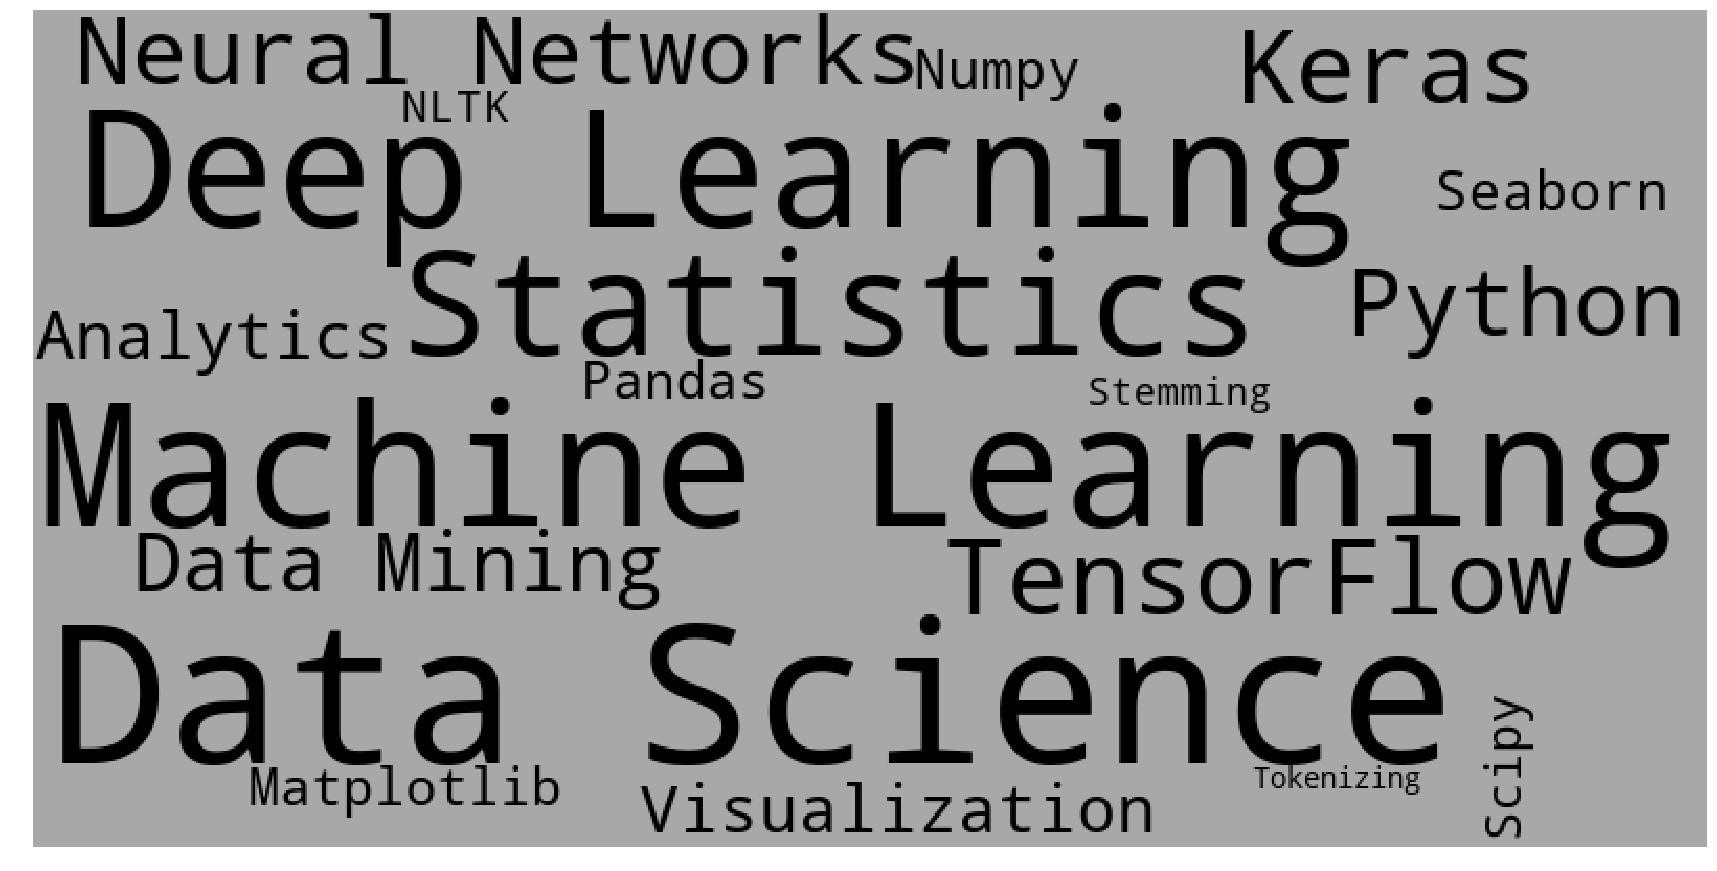 Neural Networks
Numpy
Keras
NLTK
Deep Learning
Seaborn
Statistics
Python
Analytics
Pandas
Stemming
Machine Learning
Data Mining
TensorFlow
Data Science
Scipy
Matplotlib
Tokenizing
Visualization